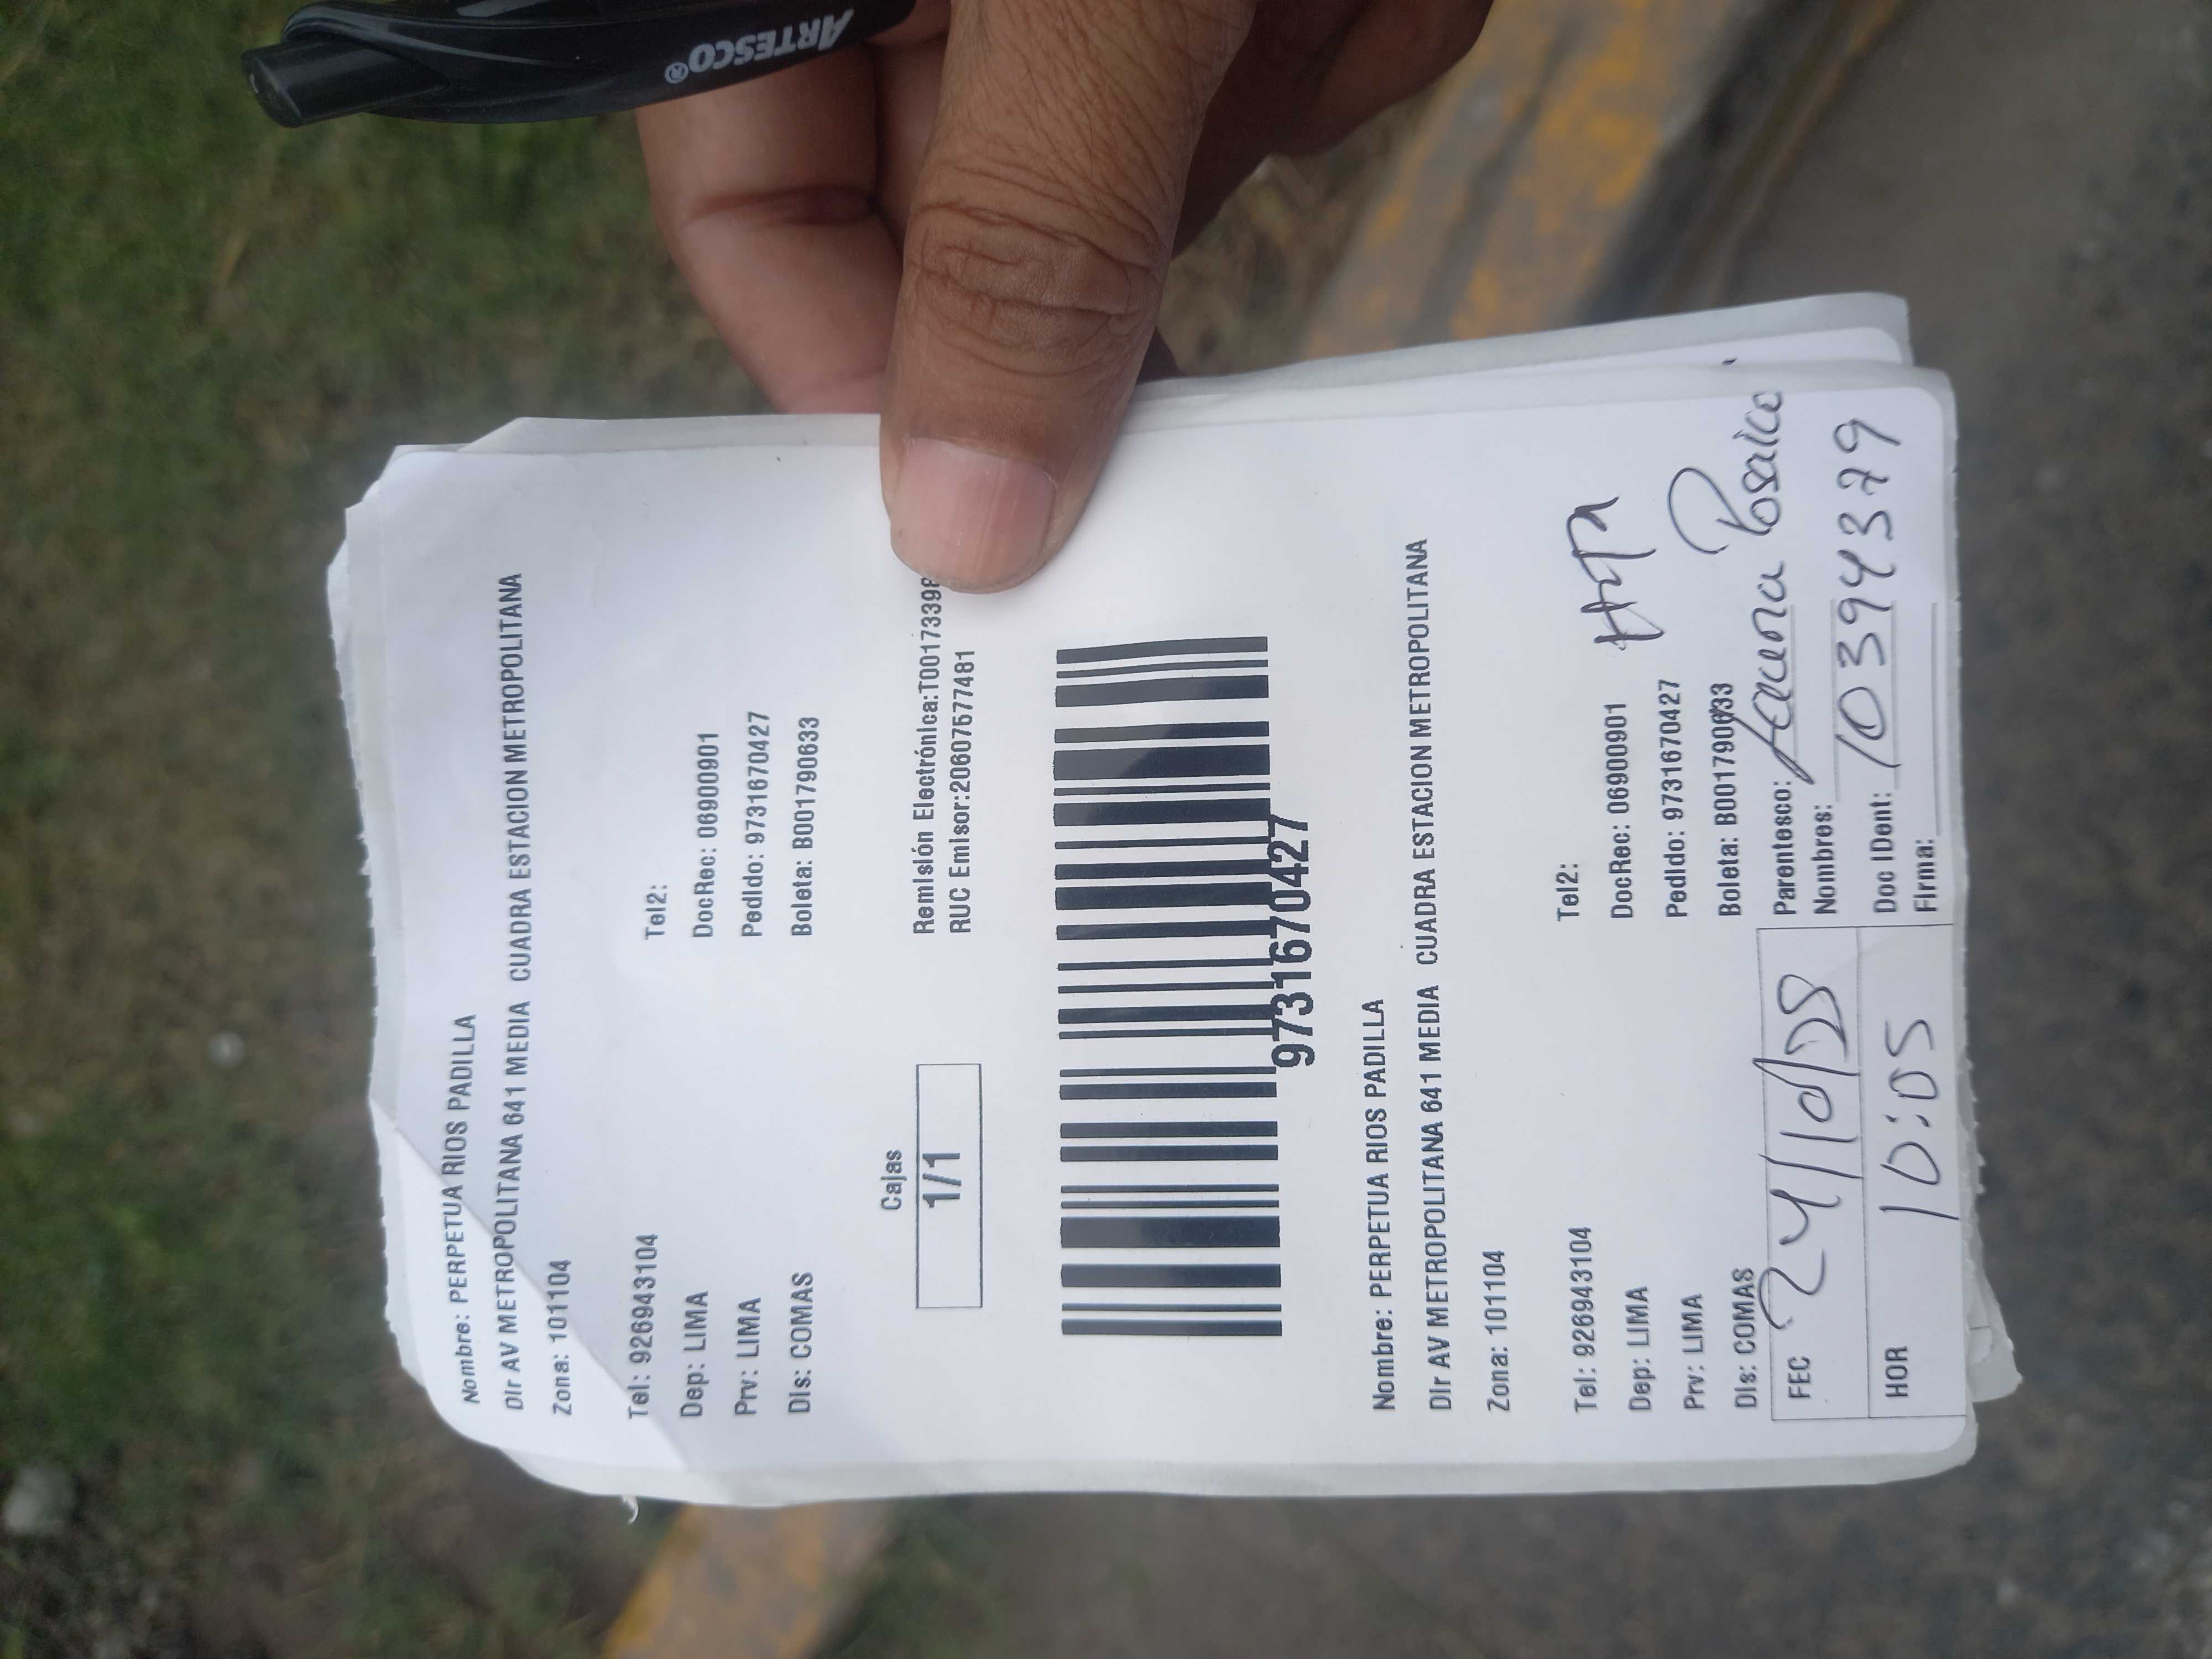 ARTESCO®
Nombre: PERPETUA RIOS PADILLA
Dir AV METROPOLITANA 641 MEDIA CUADRA ESTACION METROPOLITANA
Zona: 101104
Tel: 926943104 Tel2:
Dep: LIMA DocRec: 06900901
Prv: LIMA Pedido: 9731670427
Dis: COMAS Boleta: B001790633
Cajas
1/1
Remisión Electrónica:T00173398
RUC Emisor:20607577481
9731670427
Nombre: PERPETUA RIOS PADILLA
Dir AV METROPOLITANA 641 MEDIA CUADRA ESTACION METROPOLITANA
Zona: 101104
Tel: 926943104 Tel2:
Dep: LIMA DocRec: 06900901
Prv: LIMA Pedido: 9731670427
Dis: COMAS Boleta: B001790633
FEC 24/10/25 Parentesco:
Nombres:
HOR 10:05 Doc IDent: 10394379
Firma: